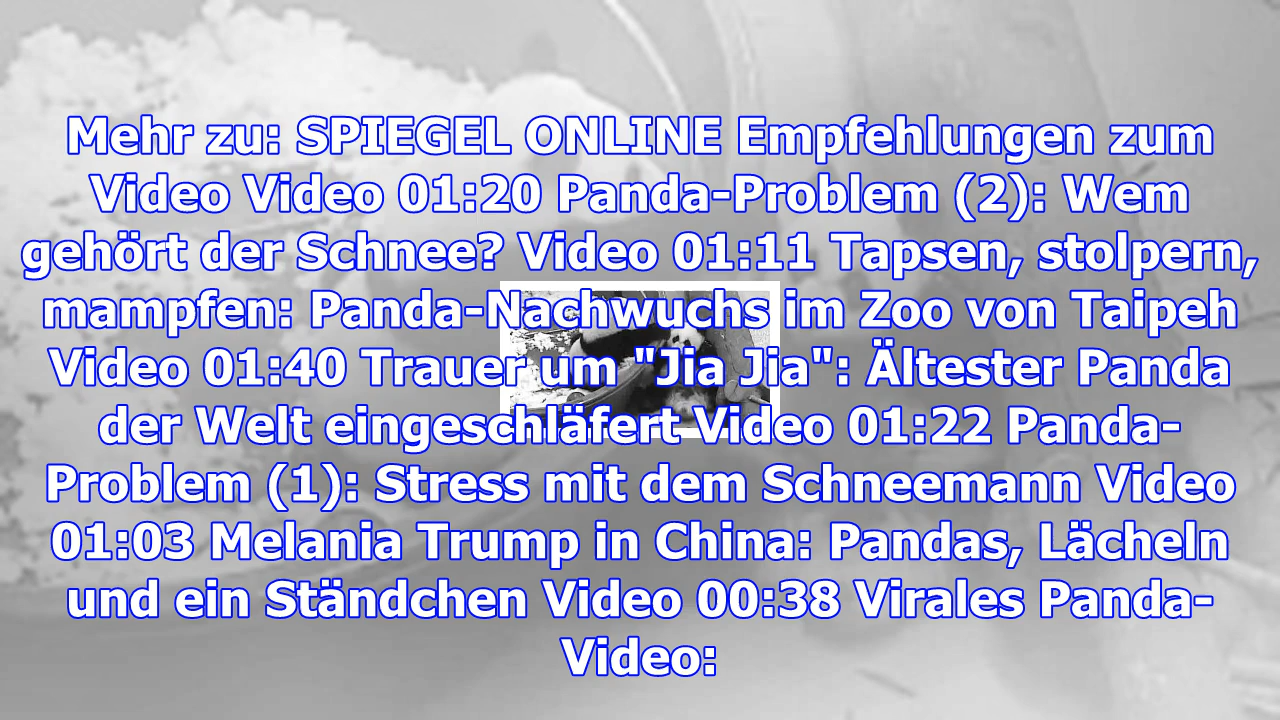 Mehr zu: SPIEGEL ONLINE Empfehlungen zum
Video Video 01:20 Panda-Problem (2): Wem
gehört der Schnee? Video 01:11 Tapsen, stolpern,
mampfen: Panda-Nachwuchs im Zoo von Taipeh
Video 01:40 Trauer um "Jia Jia": Ältester Panda
der Welt eingeschläfert Video 01:22 Panda-
Problem (1): Stress mit dem Schneemann Video
01:03 Melania Trump in China: Pandas, Lächeln
und ein Ständchen Video 00:38 Virales Panda-
Video: